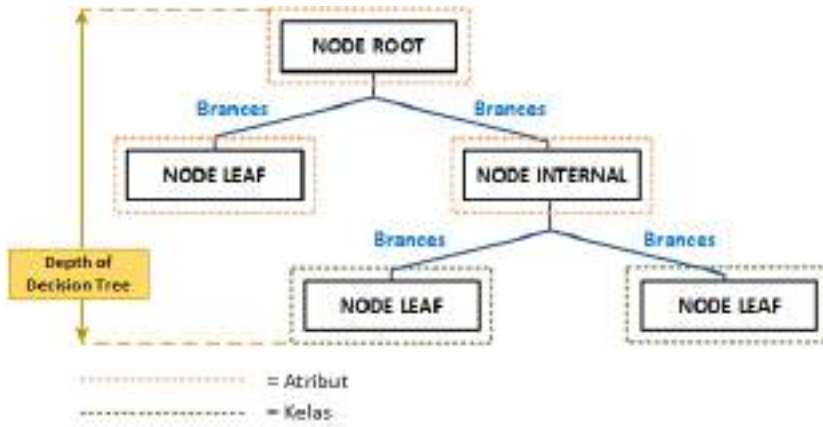 NODE ROOT
Brances
Brances
NODE LEAF
NODE INTERNAL
Brances
Brances
Depth of
Decision Tree
NODE LEAF
NODE LEAF
= Atribut
= Kelas